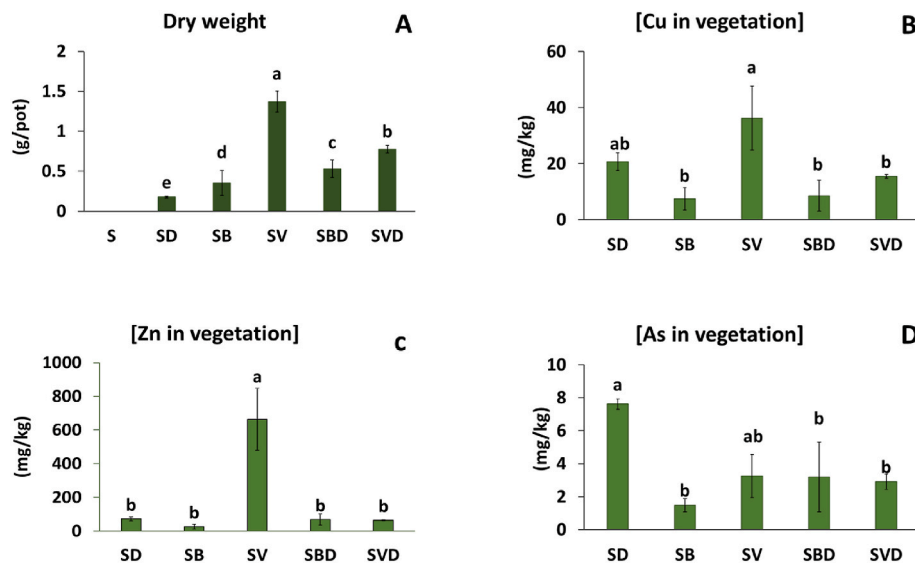 Dry weight
A
(g/pot)
2
1.5
1
0.5
0
a
b
c
d
e
S SD SB SV SBD SVD
[Cu in vegetation]
B
(mg/kg)
60
40
20
0
ab b a b b
SD SB SV SBD SVD
[Zn in vegetation]
c
(mg/kg)
1000
800
600
400
200
0
b b a b b
SD SB SV SBD SVD
[As in vegetation]
D
(mg/kg)
8
6
4
2
0
a b ab b b
SD SB SV SBD SVD